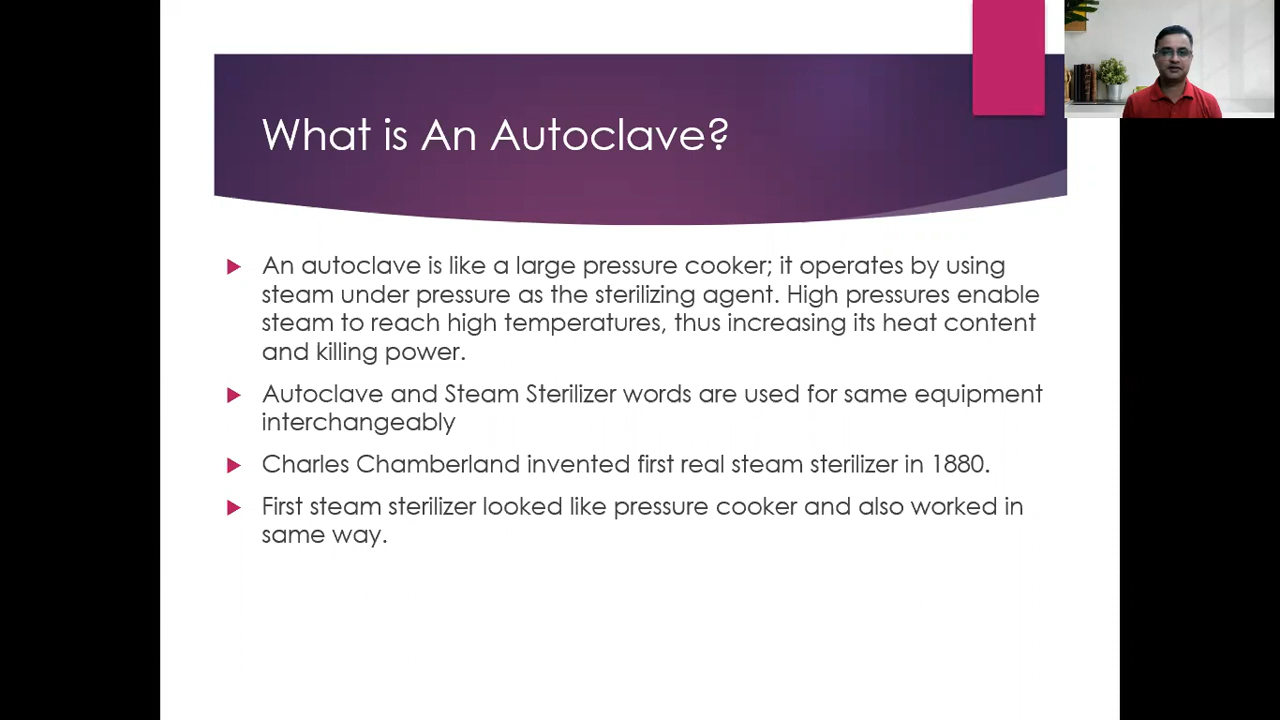 What is An Autoclave?
An autoclave is like a large pressure cooker; it operates by using
steam under pressure as the sterilizing agent. High pressures enable
steam to reach high temperatures, thus increasing its heat content
and killing power.
Autoclave and Steam Sterilizer words are used for same equipment
interchangeably
Charles Chamberland invented first real steam sterilizer in 1880.
First steam sterilizer looked like pressure cooker and also worked in
same way.